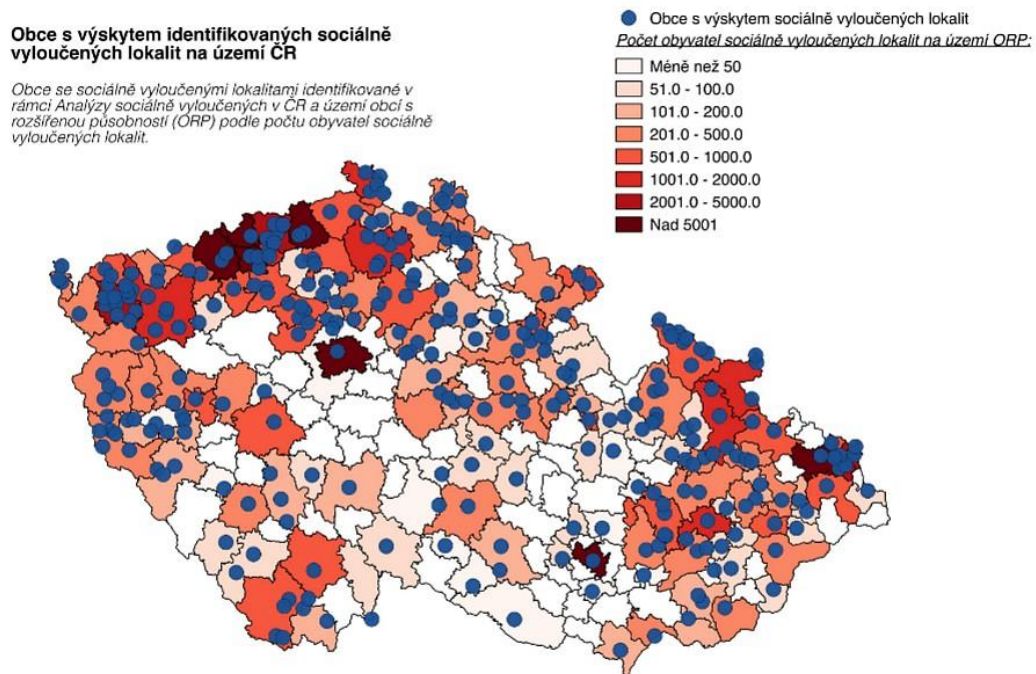 Obce s výskytem identifikovaných sociálně
vyloučených lokalit na území ČR
Obce se sociálně vyloučenými lokalitami identifikované v
rámci Analýzy sociálně vyloučených v ČR a území obcí s
rozšířenou působností (ORP) podle počtu obyvatel sociálně
vyloučených lokalit.
Obce s výskytem sociálně vyloučených lokalit
Počet obyvatel sociálně vyloučených lokalit na území ORP:
Méně než 50
51.0 - 100.0
101.0 - 200.0
201.0 - 500.0
501.0 - 1000.0
1001.0 - 2000.0
2001.0 - 5000.0
Nad 5001